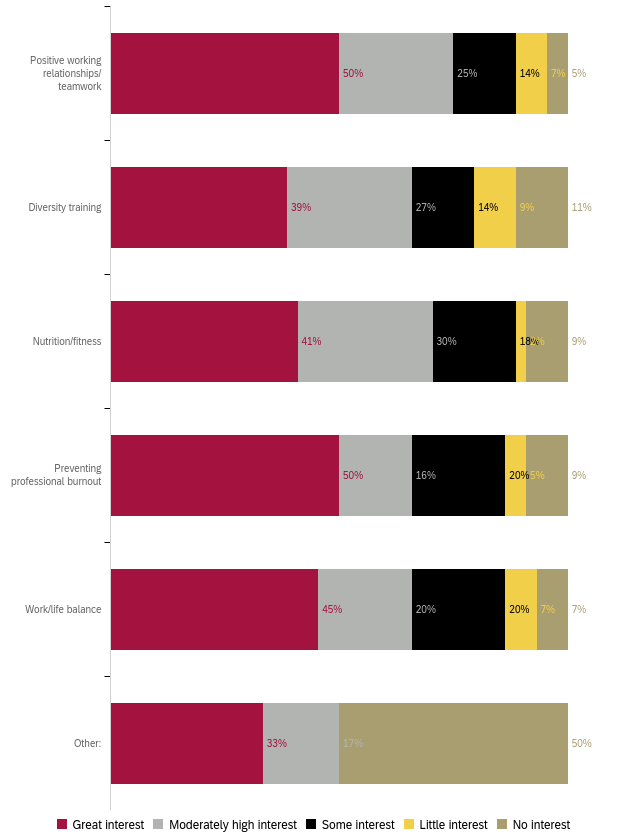 Positive working
relationships/
teamwork
50%
25%
14%
7%
5%
Diversity training
39%
27%
14%
9%
11%
Nutrition/fitness
41%
30%
18%
9%
Preventing
professional burnout
50%
16%
20%
5%
9%
Work/life balance
45%
20%
20%
7%
7%
Other:
33%
17%
50%
Great interest
Moderately high interest
Some interest
Little interest
No interest